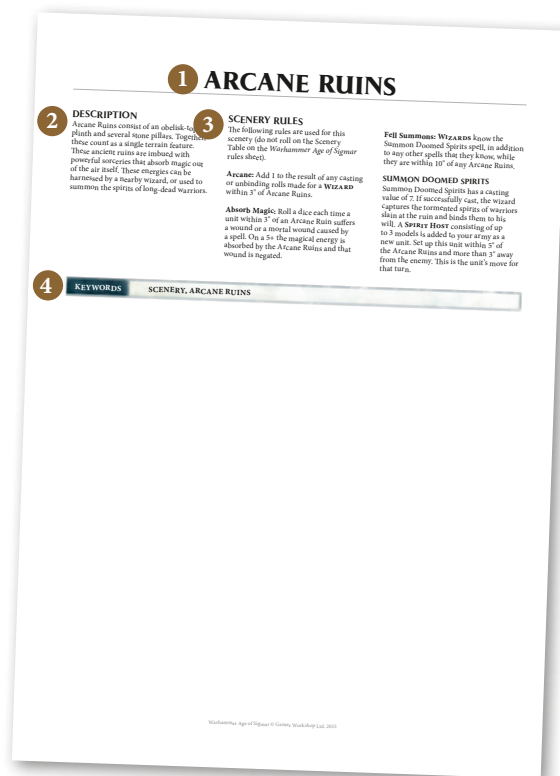 1 ARCANE RUINS
2 DESCRIPTION
Arcane Ruins consist of an obelisk-to
plinth and several stone pillars. Together
these count as a single terrain feature.
These ancient ruins are imbued with
powerful sorceries that absorb magic out
of the air itself. These energies can be
harnessed by a nearby wizard, or used to
summon the spirits of long-dead warriors.
3 SCENERY RULES
The following rules are used for this
scenery (do not roll on the Scenery
Table on the Warhammer Age of Sigmar
rules sheet).
Arcane: Add 1 to the result of any casting
or unbinding rolls made for a WIZARD
within 3" of Arcane Ruins.
Absorb Magic: Roll a dice each time a
unit within 3" of an Arcane Ruin suffers
a wound or a mortal wound caused by
a spell. On a 5+ the magical energy is
absorbed by the Arcane Ruins and that
wound is negated.
Fell Summons: WIZARDS know the
Summon Doomed Spirits spell, in addition
to any other spells that they know, while
they are within 10" of any Arcane Ruins.
SUMMON DOOMED SPIRITS
Summon Doomed Spirits has a casting
value of 7. If successfully cast, the wizard
captures the tormented spirits of warriors
slain at the ruin and binds them to his
will. A SPIRIT HOST consisting of up
to 3 models is added to your army as a
new unit. Set up this unit within 5" of
the Arcane Ruins and more than 3" away
from the enemy. This is the unit's move for
that turn.
4 KEYWORDS SCENERY, ARCANE RUINS
Warhammer Age of Sigmar © Games Workshop Ltd. 2015